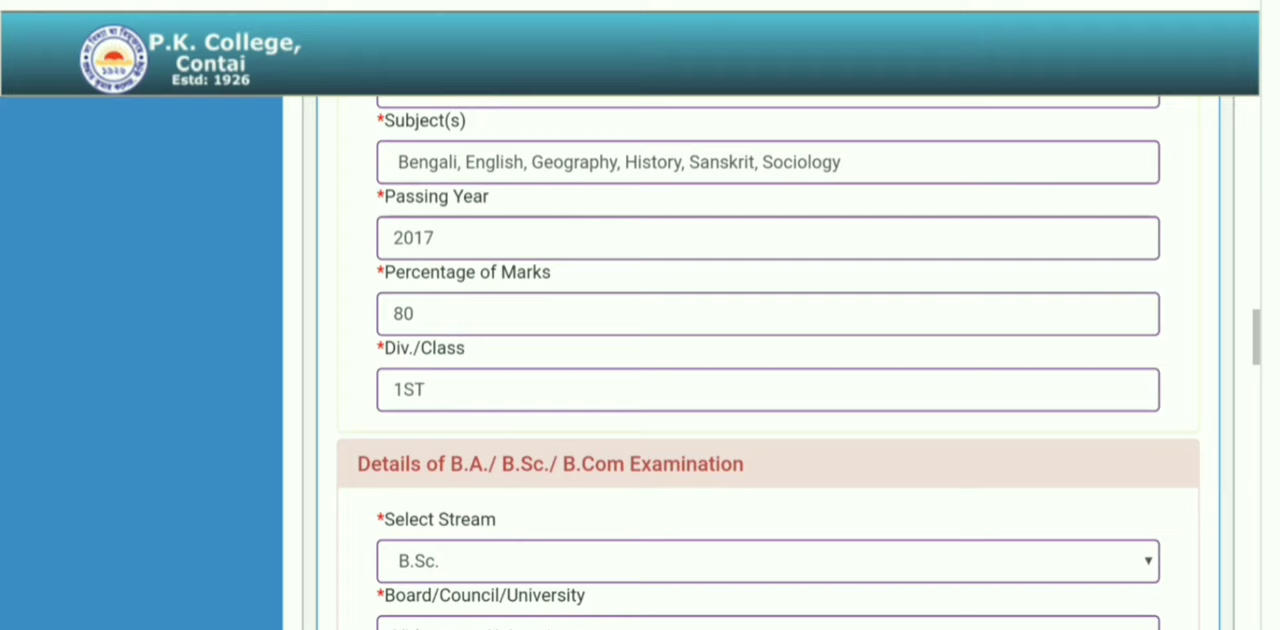 P.K. College,
Contai
Estd: 1926
*Subject(s)
Bengali, English, Geography, History, Sanskrit, Sociology
*Passing Year
2017
*Percentage of Marks
80
*Div./Class
1ST
Details of B.A./ B.Sc./ B.Com Examination
*Select Stream
B.Sc.
*Board/Council/University